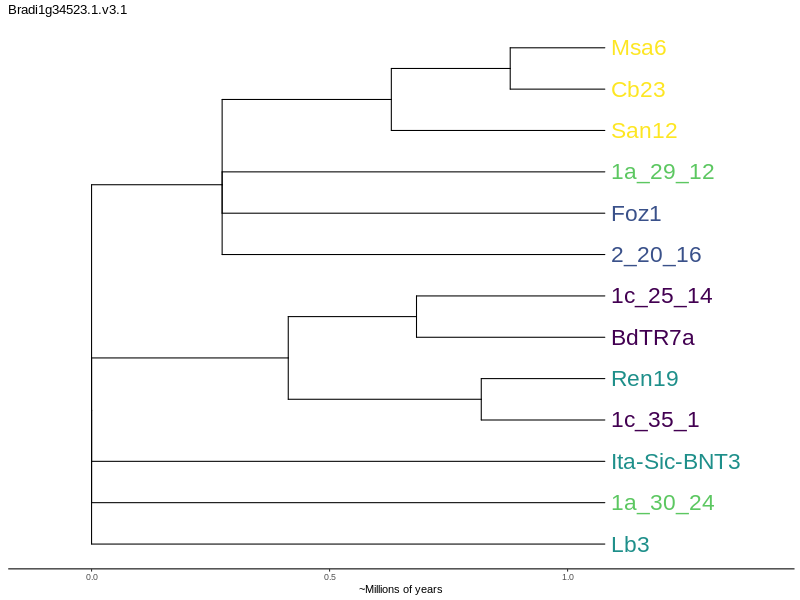 Bradi1g34523.1.v3.1
Msa6
Cb23
San12
1a_29_12
Foz1
2_20_16
1c_25_14
BdTR7a
Ren19
1c_35_1
Ita-Sic-BNT3
1a_30_24
Lb3
0.0 0.5 1.0
~Millions of years